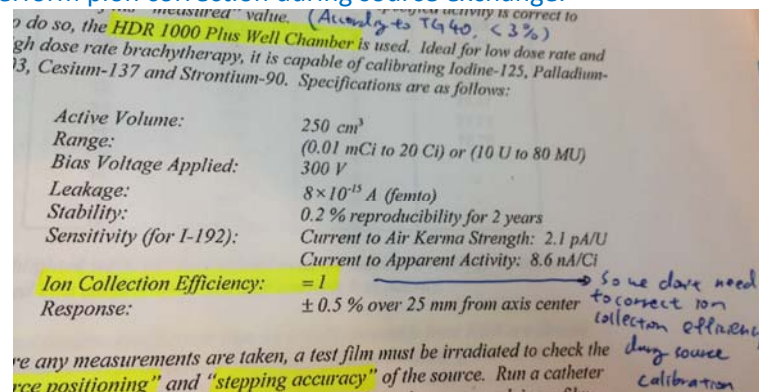 perform pion correction during source exchange.
measured" value. (According to TG40, <3%) activity is correct to
o do so, the HDR 1000 Plus Well Chamber is used. Ideal for low dose rate and
gh dose rate brachytherapy, it is capable of calibrating Iodine-125, Palladium-
03, Cesium-137 and Strontium-90. Specifications are as follows:
Active Volume: 250 cm³
Range: (0.01 mCi to 20 Ci) or (10 U to 80 MU)
Bias Voltage Applied: 300 V
Leakage: 8×10⁻¹⁵ A (femto)
Stability: 0.2 % reproducibility for 2 years
Sensitivity (for I-192): Current to Air Kerma Strength: 2.1 pA/U
Current to Apparent Activity: 8.6 nA/Ci
Ion Collection Efficiency: = 1 → So we don't need
Response: ± 0.5 % over 25 mm from axis center to correct ion
collection efficienc
re any measurements are taken, a test film must be irradiated to check the during source
rce positioning" and "stepping accuracy" of the source. Run a catheter calibration